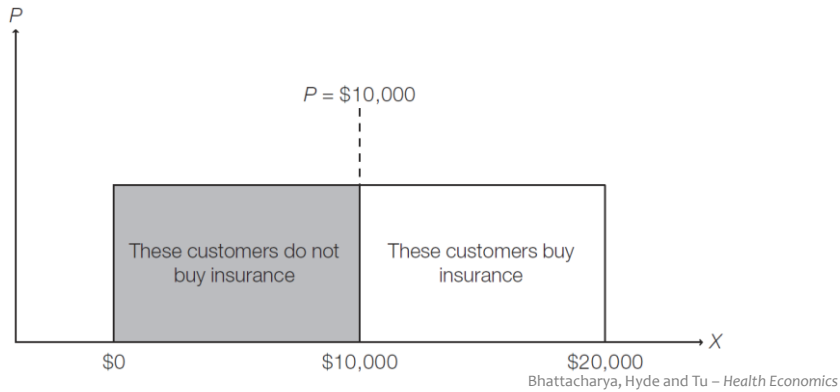 P
P = $10,000
These customers do not
buy insurance
These customers buy
insurance
X
$0
$10,000
$20,000
Bhattacharya, Hyde and Tu – Health Economics